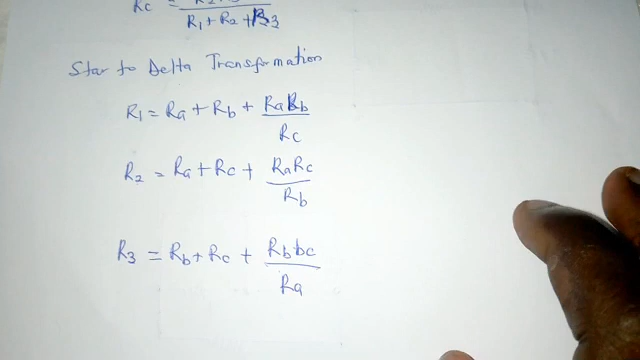 Rc =
R1 + R2 + R3
Star to Delta Transformation
R1 = Ra + Rb + RaRb
Rc
R2 = Ra + Rc + RaRc
Rb
R3 = Rb + Rc + Rbbc
Ra